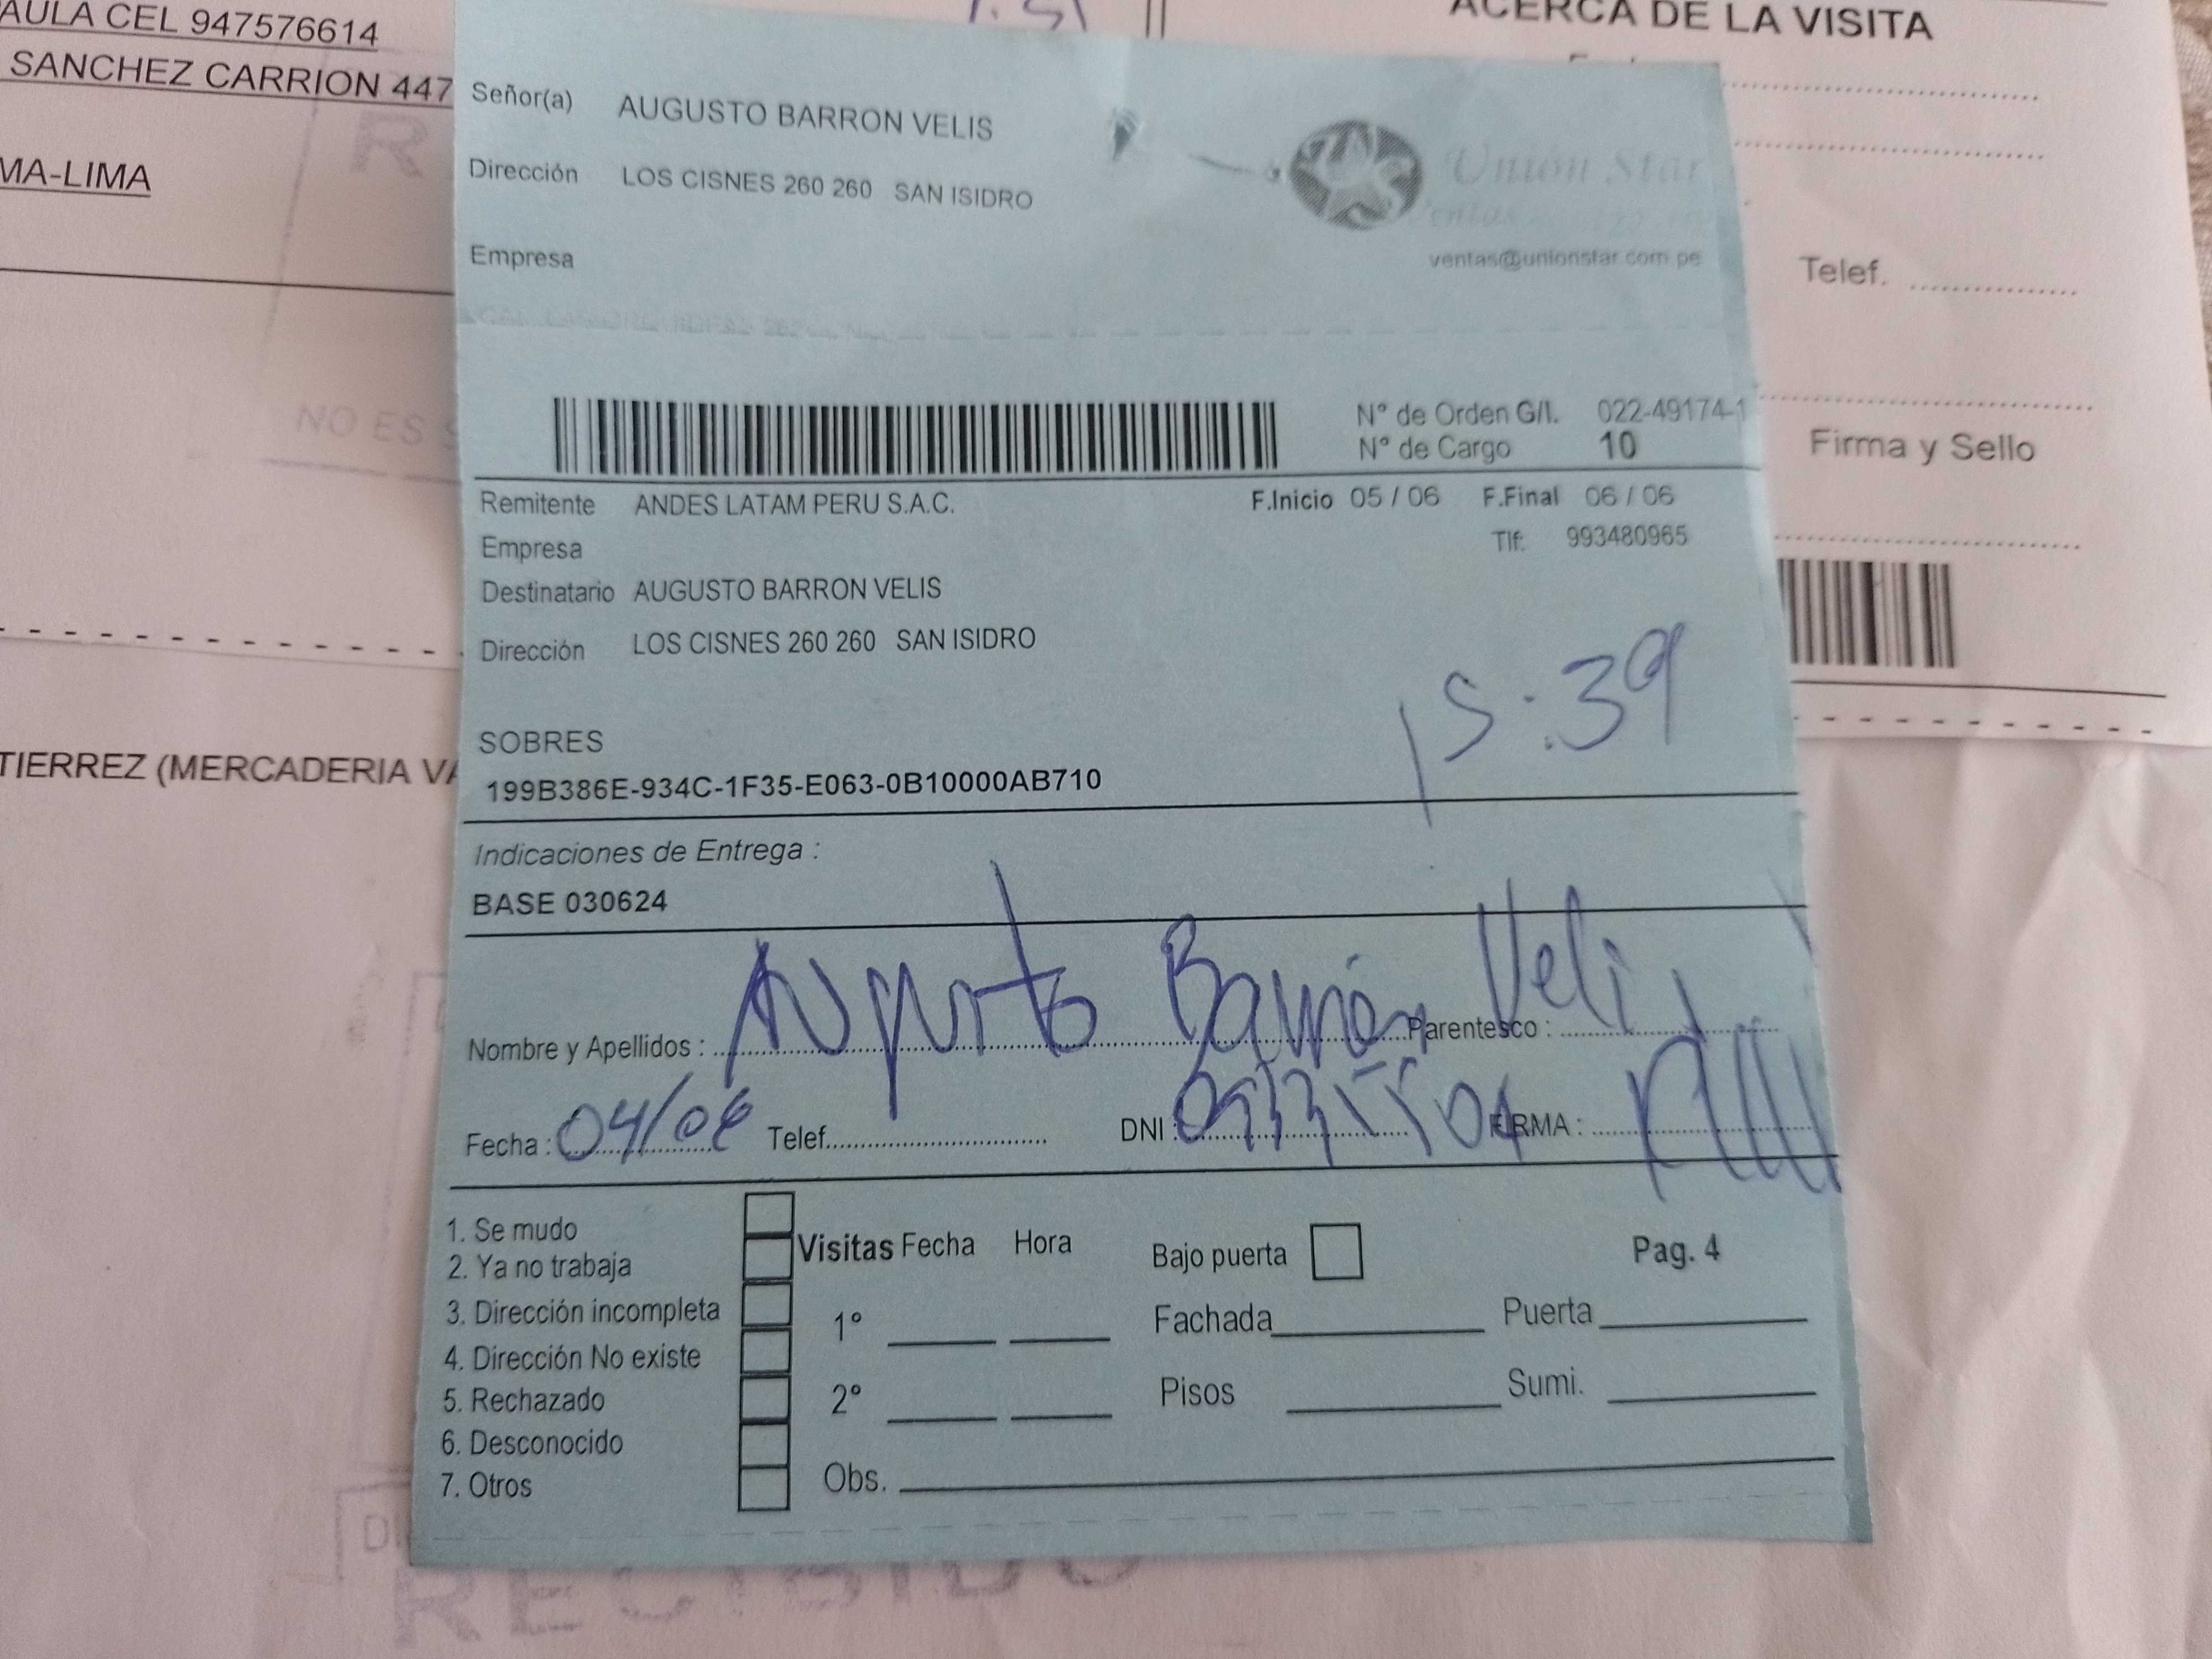 AULA CEL 947576614
SANCHEZ CARRION 447
MA-LIMA
NO ES
TIERREZ (MERCADERIA VA
ACERCA DE LA VISITA
Telef.
Firma y Sello
Señor(a) AUGUSTO BARRON VELIS
Dirección LOS CISNES 260 260 SAN ISIDRO
Unión Star
Empresa
ventas@unionstar.com.pe
N° de Orden G/I. 022-49174-1
N° de Cargo 10
Remitente ANDES LATAM PERU S.A.C. F.Inicio 05 / 06 F.Final 06 / 06
Empresa Tlf: 993480965
Destinatario AUGUSTO BARRON VELIS
Dirección LOS CISNES 260 260 SAN ISIDRO
15:39
SOBRES
199B386E-934C-1F35-E063-0B10000AB710
Indicaciones de Entrega :
BASE 030624
Nombre y Apellidos : Augusto Barrón Velis Parentesco :
Fecha : 04/06 Telef. DNI : FIRMA :
1. Se mudo
2. Ya no trabaja
3. Dirección incompleta
4. Dirección No existe
5. Rechazado
6. Desconocido
7. Otros
Visitas Fecha Hora
1°
2°
Bajo puerta Pag. 4
Fachada Puerta
Pisos Sumi.
Obs.
RECIBIDO